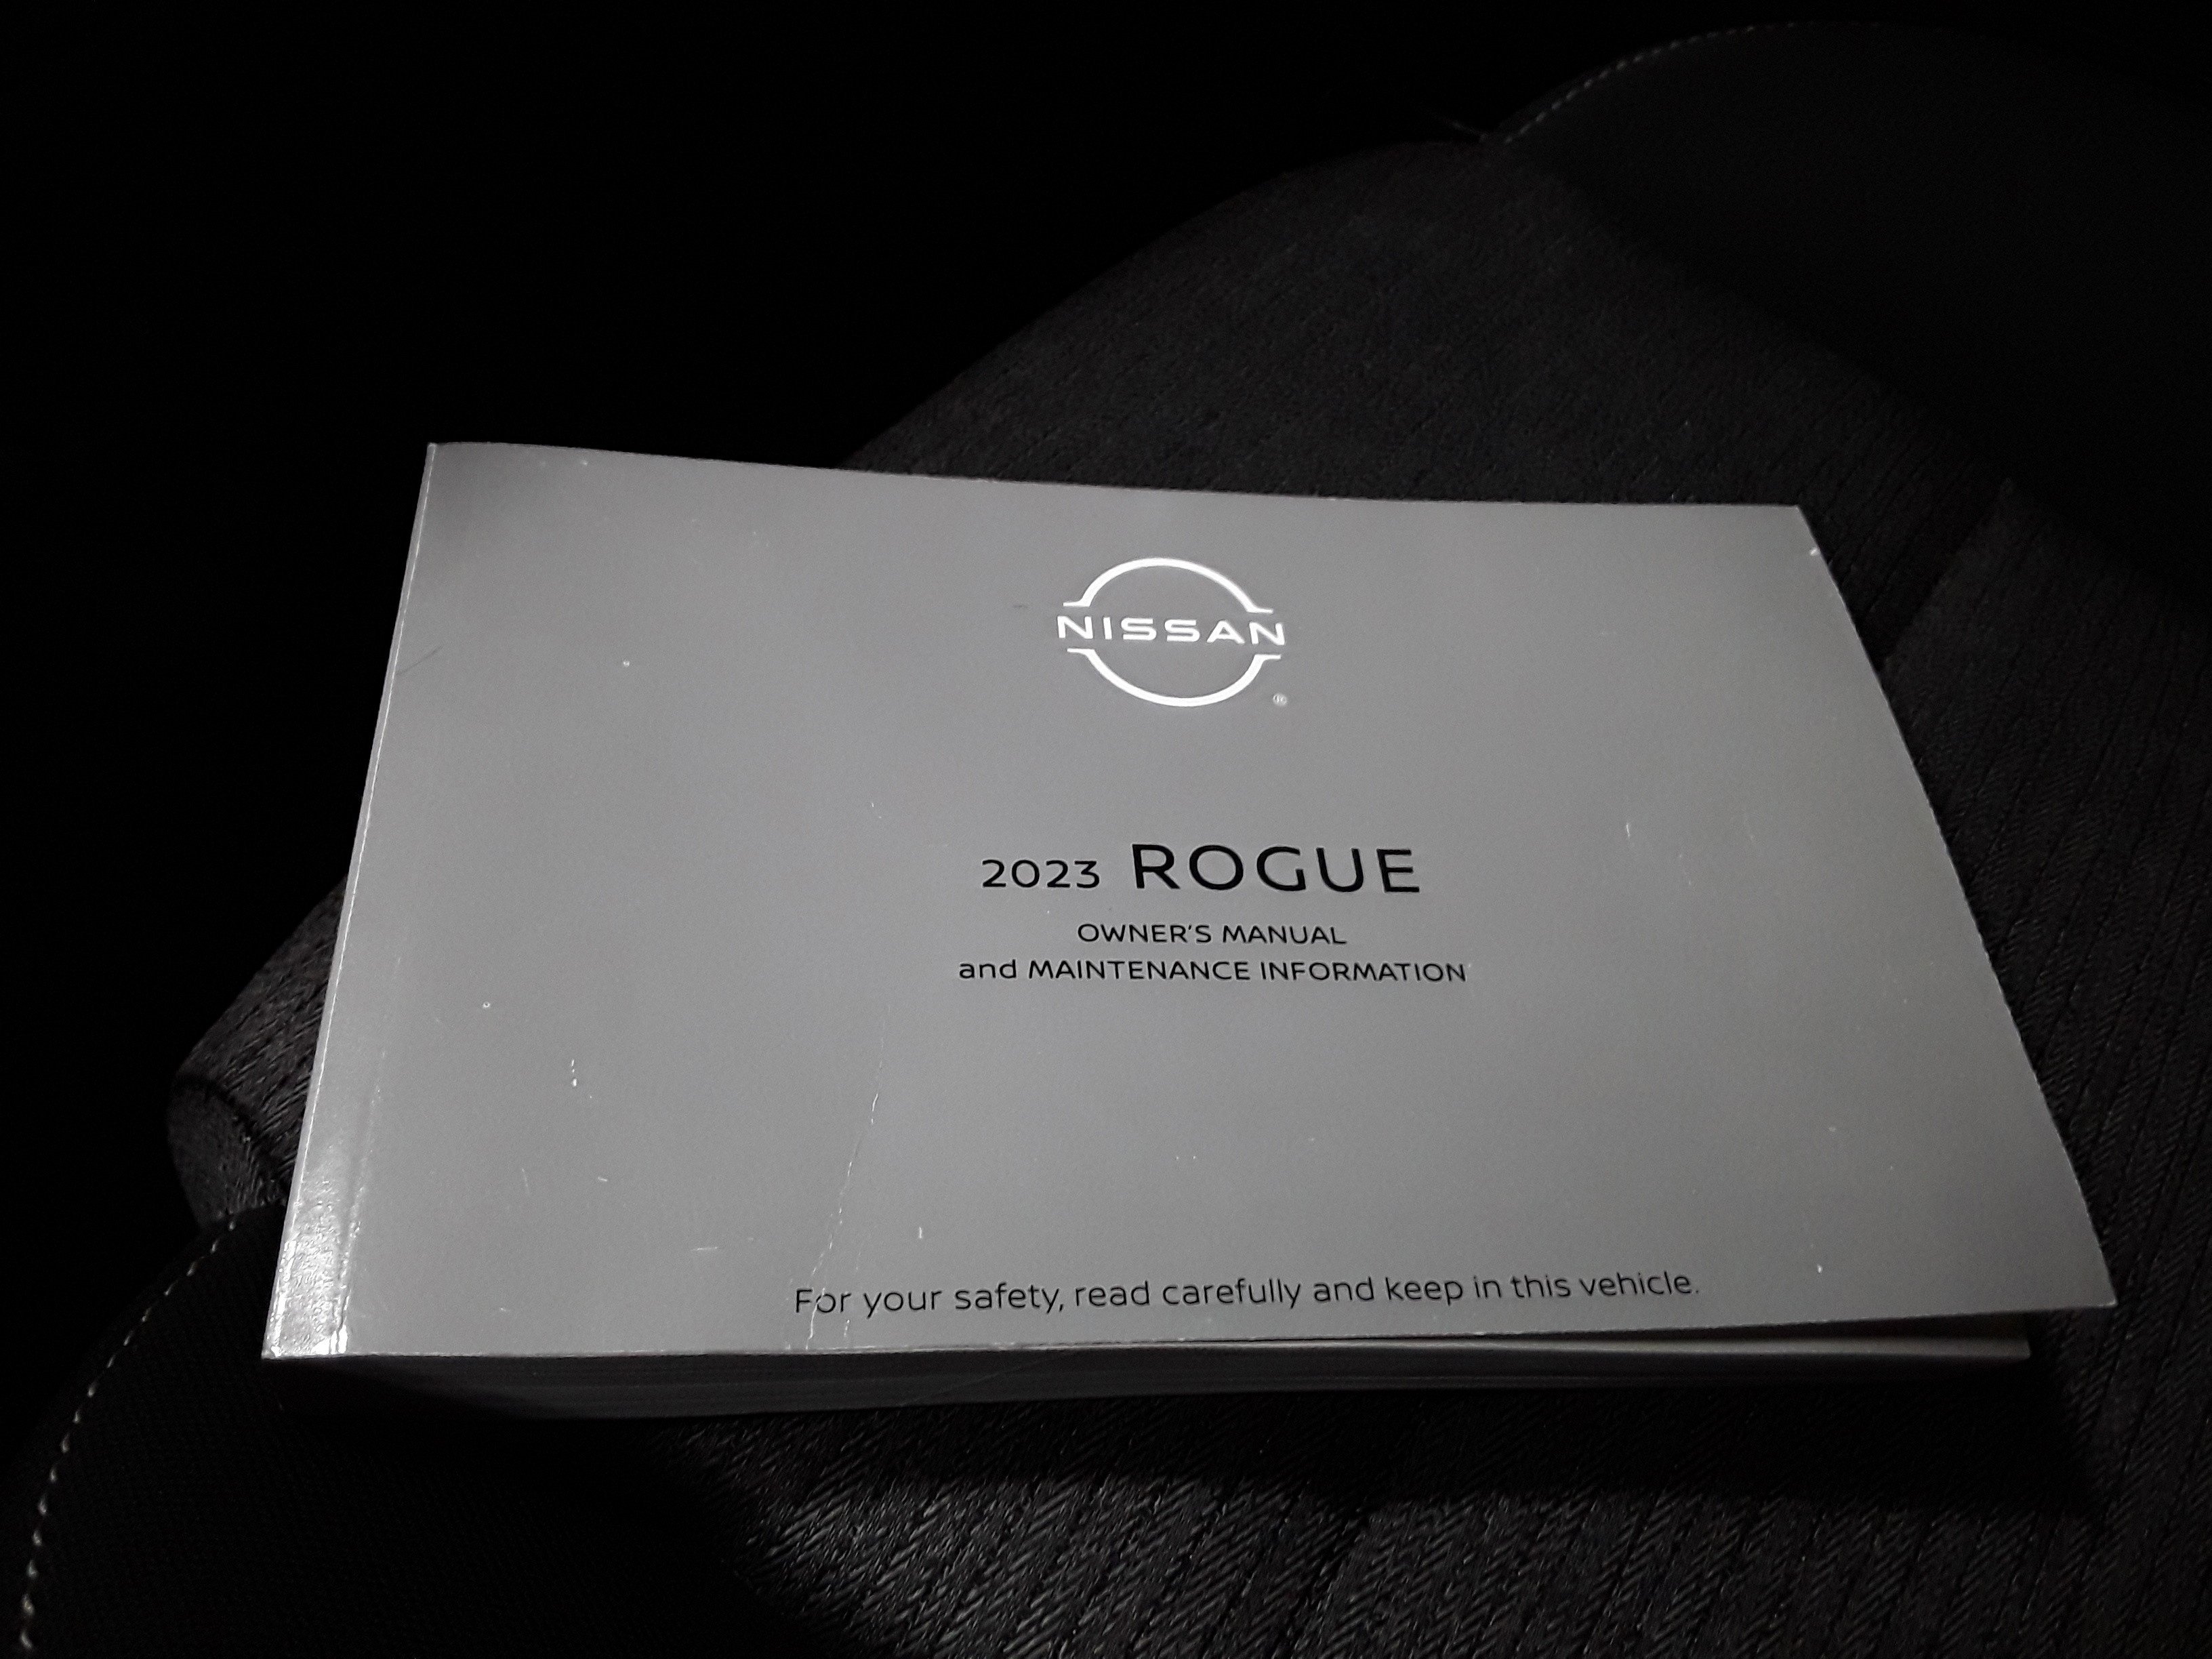 NISSAN
®
2023 ROGUE
OWNER'S MANUAL
and MAINTENANCE INFORMATION
For your safety, read carefully and keep in this vehicle.